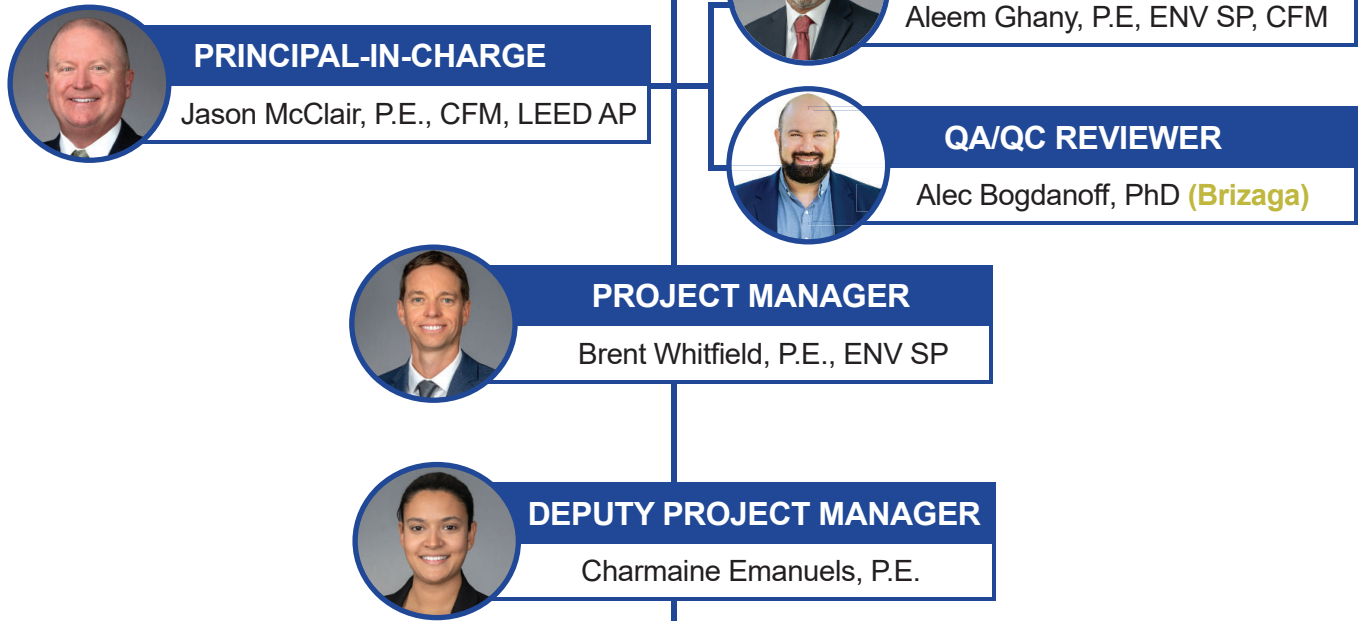 Aleem Ghany, P.E, ENV SP, CFM
PRINCIPAL-IN-CHARGE
Jason McClair, P.E., CFM, LEED AP
QA/QC REVIEWER
Alec Bogdanoff, PhD (Brizaga)
PROJECT MANAGER
Brent Whitfield, P.E., ENV SP
DEPUTY PROJECT MANAGER
Charmaine Emanuels, P.E.